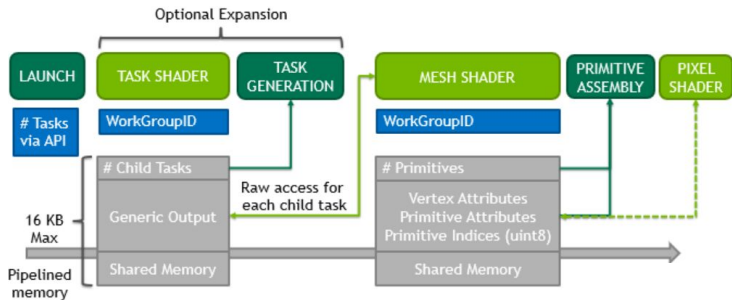 Optional Expansion
LAUNCH
TASK SHADER
TASK
GENERATION
MESH SHADER
PRIMITIVE
ASSEMBLY
PIXEL
SHADER
# Tasks
via API
WorkGroupID
WorkGroupID
# Child Tasks
# Primitives
Raw access for
each child task
Generic Output
Vertex Attributes
Primitive Attributes
Primitive Indices (uint8)
16 KB
Max
Pipelined
memory
Shared Memory
Shared Memory